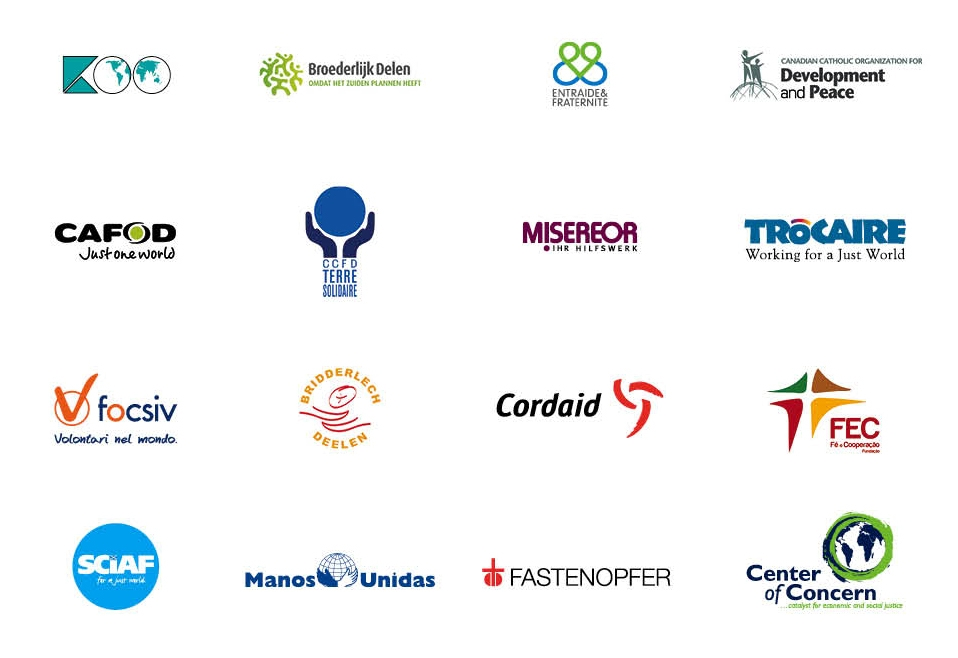 KOO
Broederlijk Delen
OMDAT HET ZUIDEN PLANNEN HEEFT
ENTRAIDE&
FRATERNITÉ
CANADIAN CATHOLIC ORGANIZATION FOR
Development
and Peace
CAFOD
Just one world
CCFD
TERRE
SOLIDAIRE
MISEREOR
IHR HILFSWERK
TRÓCAIRE
Working for a Just World
focsiv
Volontari nel mondo.
BRIDDERLECH
DEELEN
Cordaid
FEC
Fé e Cooperação
Fundação
SCIAF
for a just world
Manos Unidas
FASTENOPFER
Center
of Concern
...catalyst for economic and social justice